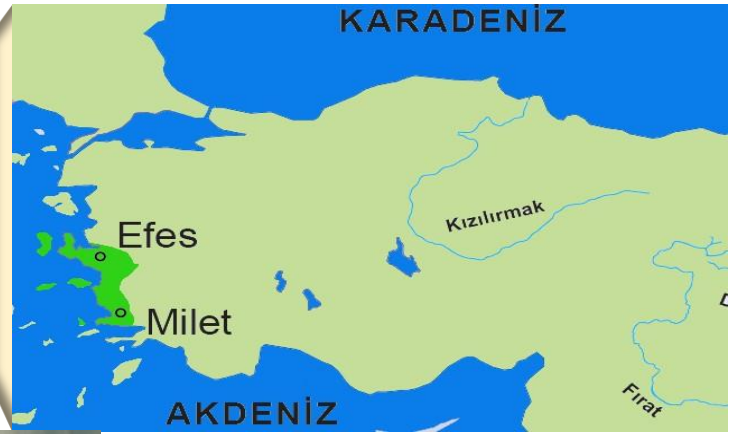 KARADENİZ
Kızılırmak
Efes
Milet
Fırat
AKDENİZ